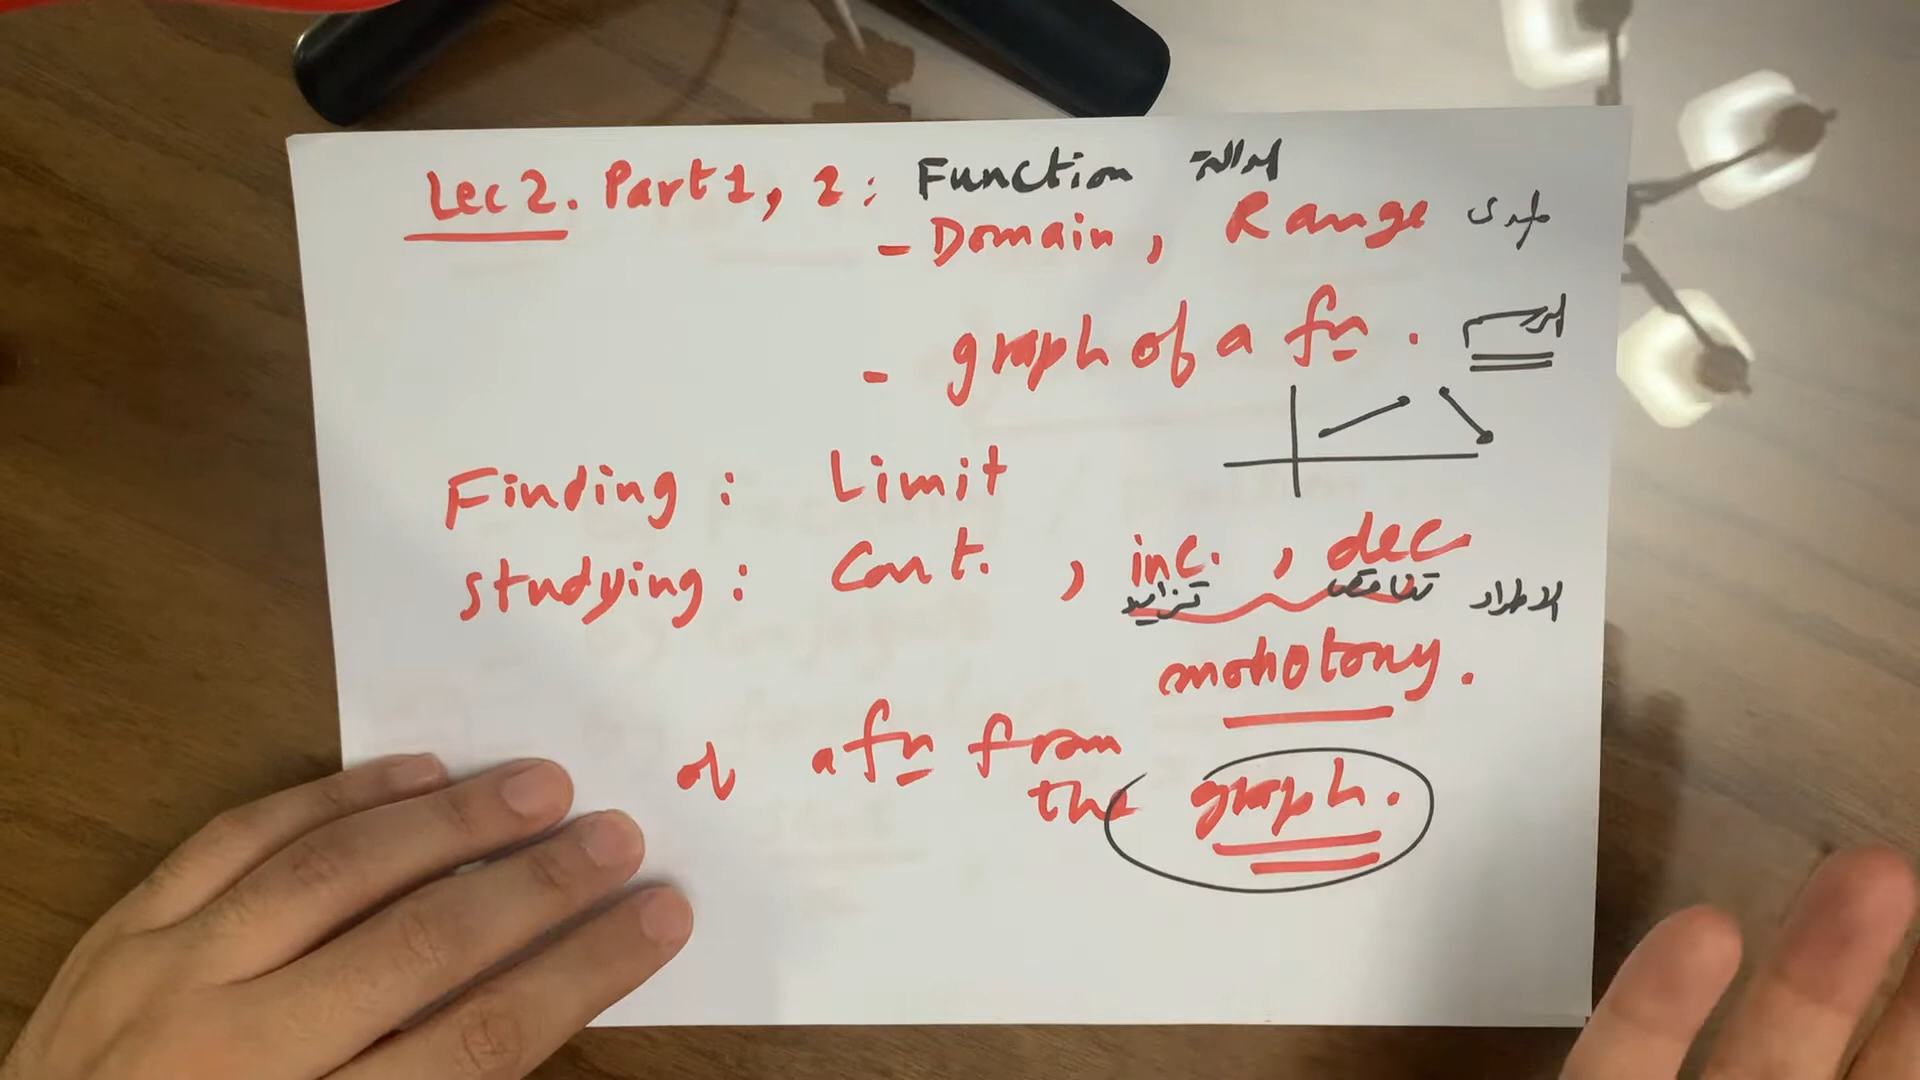 Lec 2. Part 1, 2: Function الدالة
- Domain, Range مدى
- graph of a fn.
Finding: Limit
studying: Cont., inc., dec
تزايد تناقص الاطراد
monotony.
of a fn from
the graph.